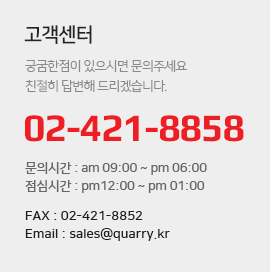 고객센터
궁굼한점이 있으시면 문의주세요
친절히 답변해 드리겠습니다.
02-421-8858
문의시간 : am 09:00 ~ pm 06:00
점심시간 : pm12:00 ~ pm 01:00
FAX : 02-421-8852
Email : sales@quarry.kr